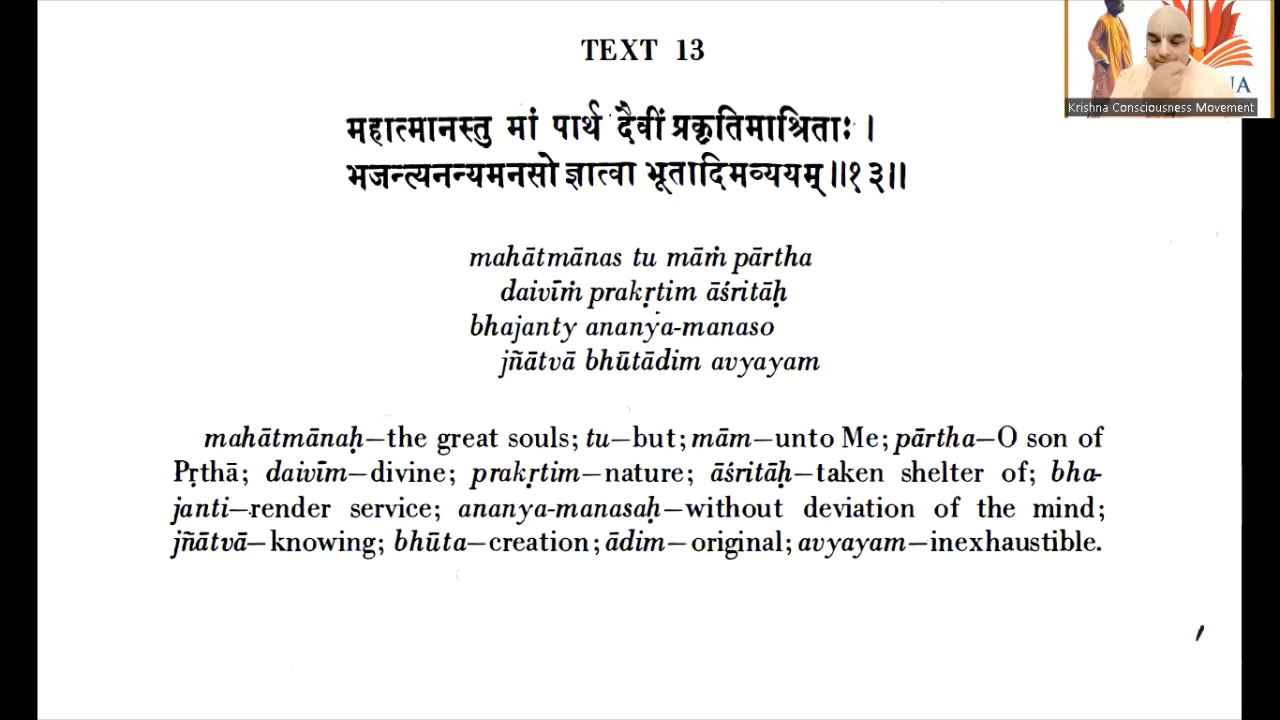 TEXT 13
NA
Krishna Consciousness Movement
महात्मानस्तु मां पार्थ दैवीं प्रकृतिमाश्रिताः ।
भजन्त्यनन्यमनसो ज्ञात्वा भूतादिमव्ययम् ॥१३॥
mahātmānas tu māṁ pārtha
daivīṁ prakṛtim āśritāḥ
bhajanty ananya-manaso
jñātvā bhūtādim avyayam
mahātmānaḥ—the great souls; tu—but; mām—unto Me; pārtha—O son of
Pṛthā; daivīm—divine; prakṛtim—nature; āśritāḥ—taken shelter of; bha-
janti—render service; ananya-manasaḥ—without deviation of the mind;
jñātvā—knowing; bhūta—creation; ādim—original; avyayam—inexhaustible.